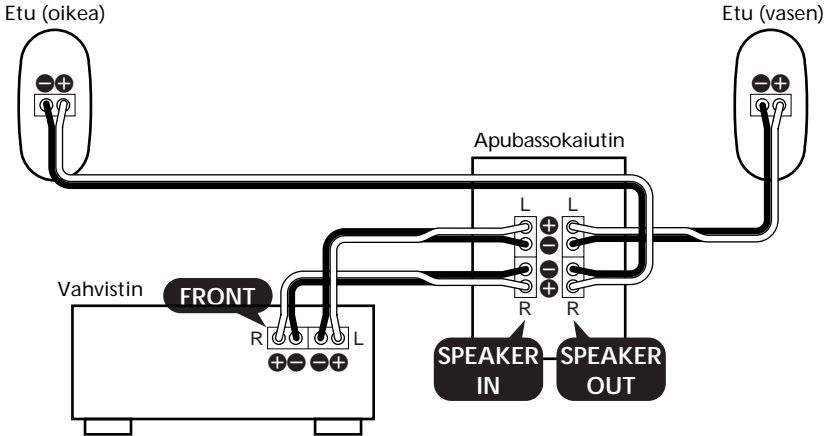 Etu (oikea)
Etu (vasen)
Apubassokaiutin
L L
Vahvistin
FRONT
R L
R R
SPEAKER
IN
SPEAKER
OUT